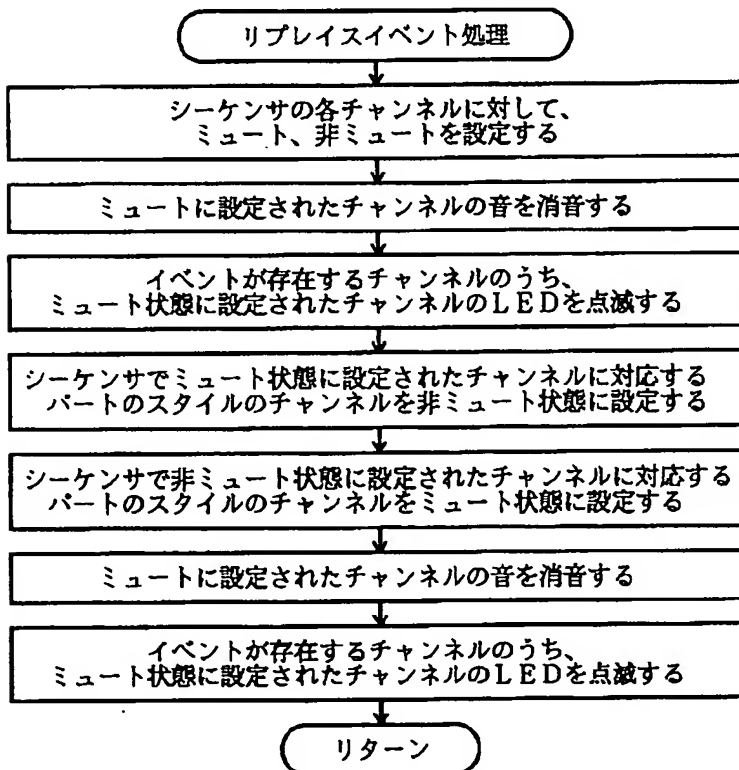 リプレイスイベント処理
シーケンサの各チャンネルに対して、
ミュート、非ミュートを設定する
ミュートに設定されたチャンネルの音を消音する
イベントが存在するチャンネルのうち、
ミュート状態に設定されたチャンネルのLEDを点滅する
シーケンサでミュート状態に設定されたチャンネルに対応する
パートのスタイルのチャンネルを非ミュート状態に設定する
シーケンサで非ミュート状態に設定されたチャンネルに対応する
パートのスタイルのチャンネルをミュート状態に設定する
ミュートに設定されたチャンネルの音を消音する
イベントが存在するチャンネルのうち、
ミュート状態に設定されたチャンネルのLEDを点滅する
リターン